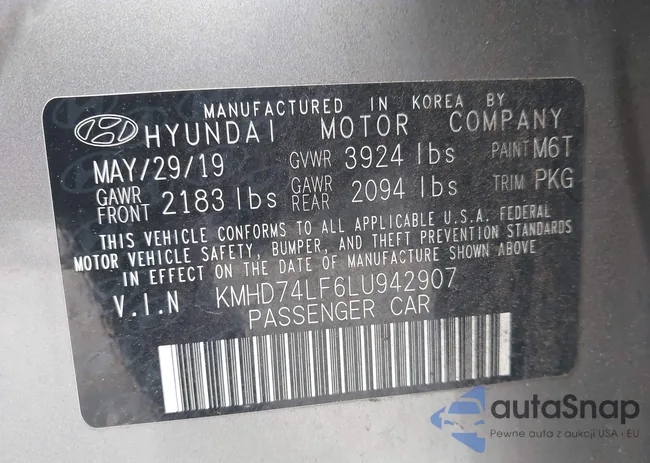 MANUFACTURED IN KOREA BY
HYUNDAI MOTOR COMPANY
MAY/29/19 GVWR 3924 lbs PAINT M6T
GAWR FRONT 2183 lbs GAWR REAR 2094 lbs TRIM PKG
THIS VEHICLE CONFORMS TO ALL APPLICABLE U.S.A. FEDERAL
MOTOR VEHICLE SAFETY, BUMPER, AND THEFT PREVENTION STANDARDS
IN EFFECT ON THE DATE OF MANUFACTURE SHOWN ABOVE
V.I.N KMHD74LF6LU942907
PASSENGER CAR
autaSnap
Pewne auta z aukcji USA i EU